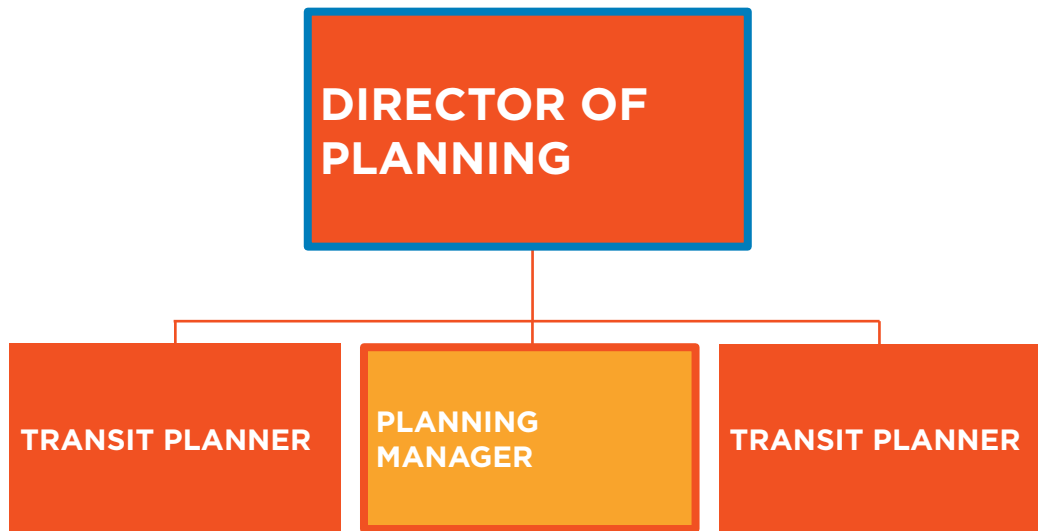 DIRECTOR OF
PLANNING
TRANSIT PLANNER
PLANNING
MANAGER
TRANSIT PLANNER